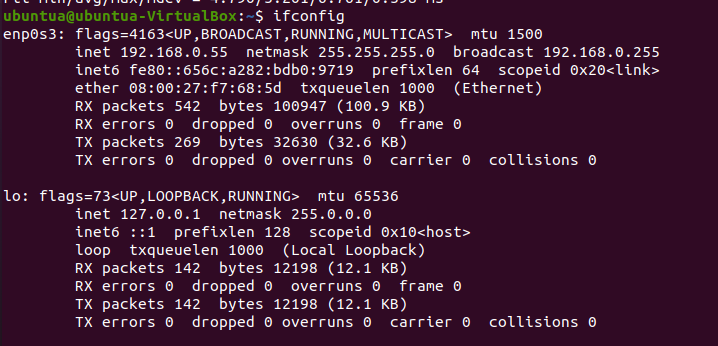 ubuntua@ubuntua-VirtualBox:~$ ifconfig
enp0s3: flags=4163<UP,BROADCAST,RUNNING,MULTICAST>  mtu 1500
        inet 192.168.0.55  netmask 255.255.255.0  broadcast 192.168.0.255
        inet6 fe80::656c:a282:bdb0:9719  prefixlen 64  scopeid 0x20<link>
        ether 08:00:27:f7:68:5d  txqueuelen 1000  (Ethernet)
        RX packets 542  bytes 100947 (100.9 KB)
        RX errors 0  dropped 0  overruns 0  frame 0
        TX packets 269  bytes 32630 (32.6 KB)
        TX errors 0  dropped 0 overruns 0  carrier 0  collisions 0

lo: flags=73<UP,LOOPBACK,RUNNING>  mtu 65536
        inet 127.0.0.1  netmask 255.0.0.0
        inet6 ::1  prefixlen 128  scopeid 0x10<host>
        loop  txqueuelen 1000  (Local Loopback)
        RX packets 142  bytes 12198 (12.1 KB)
        RX errors 0  dropped 0  overruns 0  frame 0
        TX packets 142  bytes 12198 (12.1 KB)
        TX errors 0  dropped 0 overruns 0  carrier 0  collisions 0